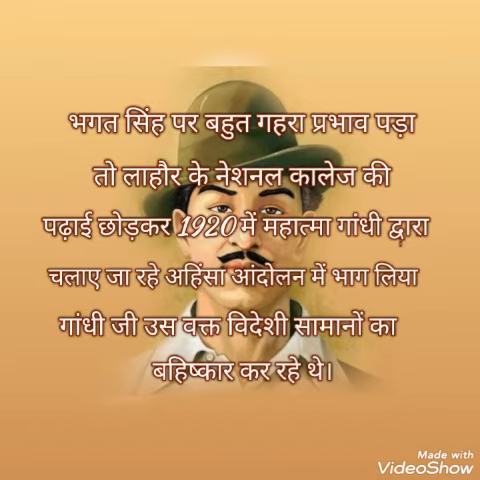 भगत सिंह पर बहुत गहरा प्रभाव पड़ा
तो लाहौर के नेशनल कालेज की
पढ़ाई छोड़कर 1920 में महात्मा गांधी द्वारा
चलाए जा रहे अहिंसा आंदोलन में भाग लिया
गांधी जी उस वक्त विदेशी सामानों का
बहिष्कार कर रहे थे।
Made with
VideoShow